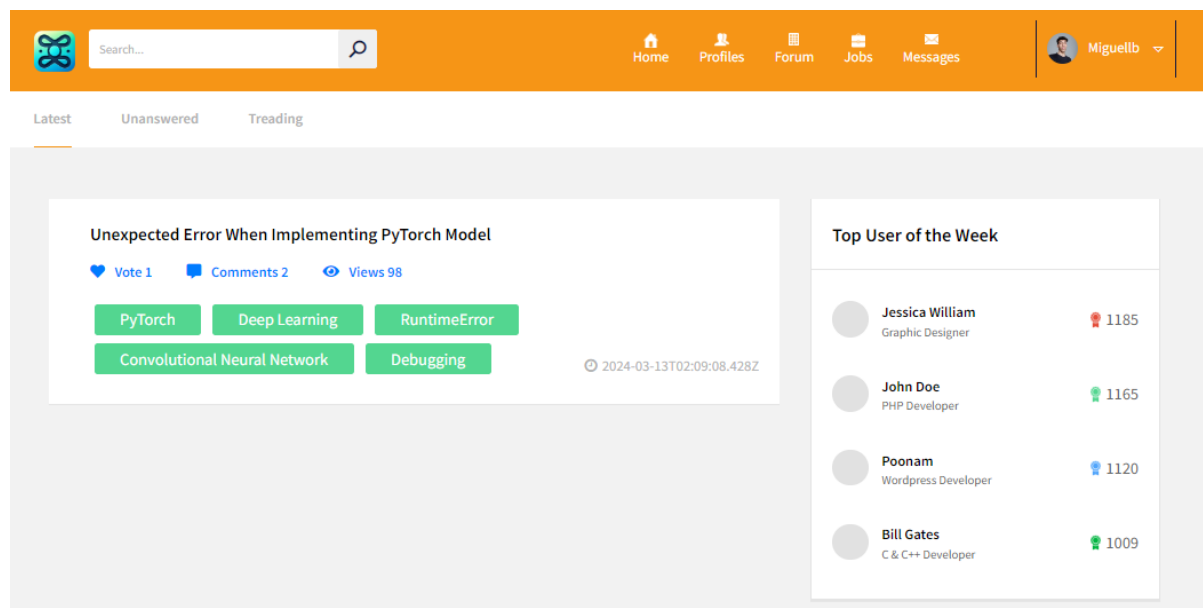 Search...
Home
Profiles
Forum
Jobs
Messages
Miguellb
Latest
Unanswered
Treading
Unexpected Error When Implementing PyTorch Model
Vote 1
Comments 2
Views 98
PyTorch
Deep Learning
RuntimeError
Convolutional Neural Network
Debugging
2024-03-13T02:09:08.428Z
Top User of the Week
Jessica William
Graphic Designer
1185
John Doe
PHP Developer
1165
Poonam
Wordpress Developer
1120
Bill Gates
C & C++ Developer
1009